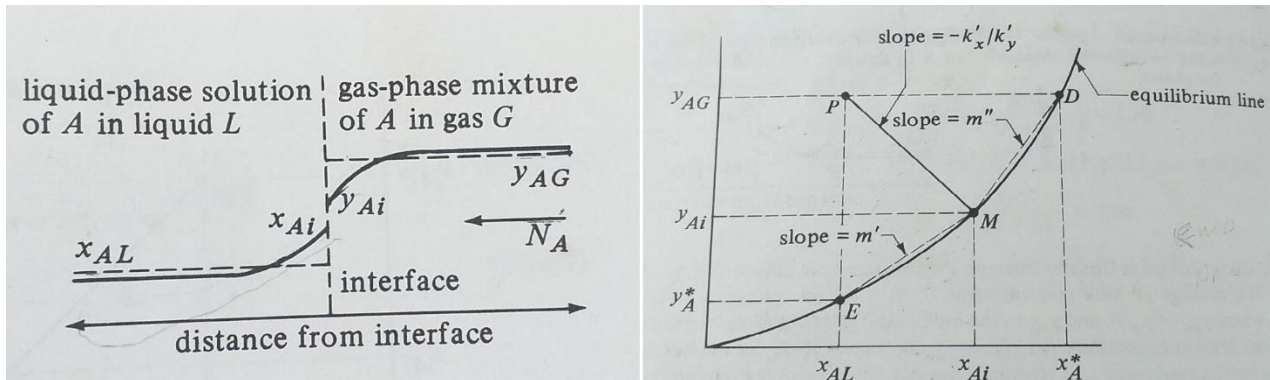 liquid-phase solution
of A in liquid L
gas-phase mixture
of A in gas G
y_AG
y_Ai
x_Ai
N_A
x_AL
interface
distance from interface
slope = -k'_x/k'_y
y_AG
P
D
equilibrium line
slope = m"
y_Ai
M
slope = m'
y*_A
E
x_AL
x_Ai
x*_A